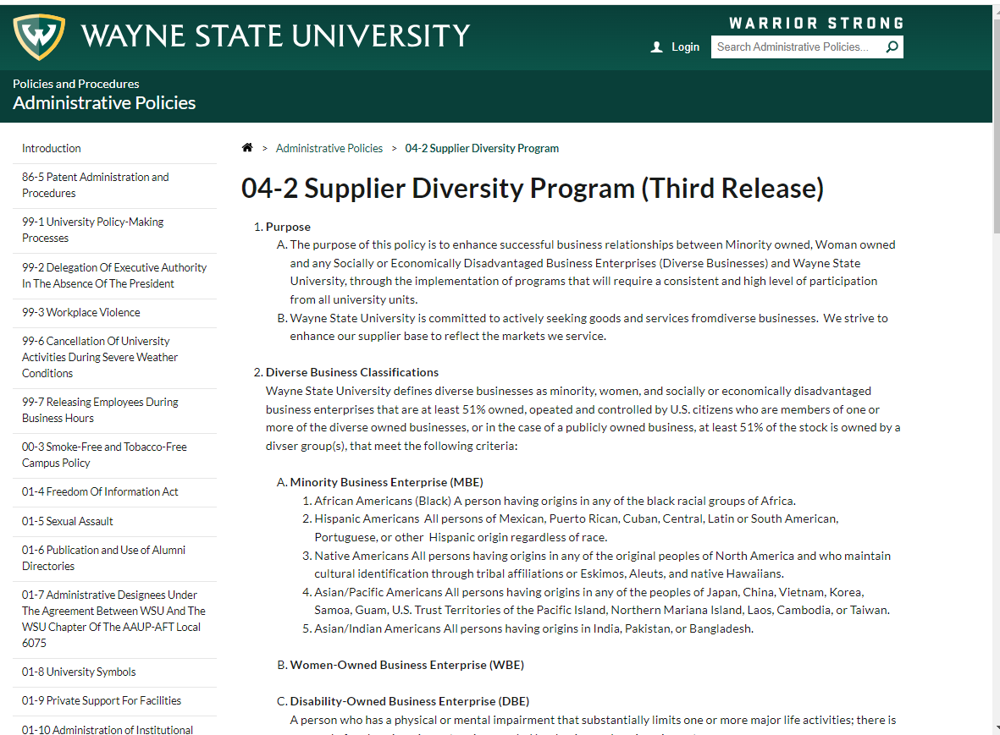 WAYNE STATE UNIVERSITY
WARRIOR STRONG
Login
Search Administrative Policies...
Policies and Procedures
Administrative Policies
Introduction
86-5 Patent Administration and
Procedures
99-1 University Policy-Making
Processes
99-2 Delegation Of Executive Authority
In The Absence Of The President
99-3 Workplace Violence
99-6 Cancellation Of University
Activities During Severe Weather
Conditions
99-7 Releasing Employees During
Business Hours
00-3 Smoke-Free and Tobacco-Free
Campus Policy
01-4 Freedom Of Information Act
01-5 Sexual Assault
01-6 Publication and Use of Alumni
Directories
01-7 Administrative Designees Under
The Agreement Between WSU And The
WSU Chapter Of The AAUP-AFT Local
6075
01-8 University Symbols
01-9 Private Support For Facilities
01-10 Administration of Institutional
> Administrative Policies > 04-2 Supplier Diversity Program
04-2 Supplier Diversity Program (Third Release)
1. Purpose
A. The purpose of this policy is to enhance successful business relationships between Minority owned, Woman owned
and any Socially or Economically Disadvantaged Business Enterprises (Diverse Businesses) and Wayne State
University, through the implementation of programs that will require a consistent and high level of participation
from all university units.
B. Wayne State University is committed to actively seeking goods and services fromdiverse businesses.  We strive to
enhance our supplier base to reflect the markets we service.
2. Diverse Business Classifications
Wayne State University defines diverse businesses as minority, women, and socially or economically disadvantaged
business enterprises that are at least 51% owned, opeated and controlled by U.S. citizens who are members of one or
more of the diverse owned businesses, or in the case of a publicly owned business, at least 51% of the stock is owned by a
divser group(s), that meet the following criteria:
A. Minority Business Enterprise (MBE)
1. African Americans (Black) A person having origins in any of the black racial groups of Africa.
2. Hispanic Americans  All persons of Mexican, Puerto Rican, Cuban, Central, Latin or South American,
Portuguese, or other  Hispanic origin regardless of race.
3. Native Americans All persons having origins in any of the original peoples of North America and who maintain
cultural identification through tribal affiliations or Eskimos, Aleuts, and native Hawaiians.
4. Asian/Pacific Americans All persons having origins in any of the peoples of Japan, China, Vietnam, Korea,
Samoa, Guam, U.S. Trust Territories of the Pacific Island, Northern Mariana Island, Laos, Cambodia, or Taiwan.
5. Asian/Indian Americans All persons having origins in India, Pakistan, or Bangladesh.
B. Women-Owned Business Enterprise (WBE)
C. Disability-Owned Business Enterprise (DBE)
A person who has a physical or mental impairment that substantially limits one or more major life activities; there is